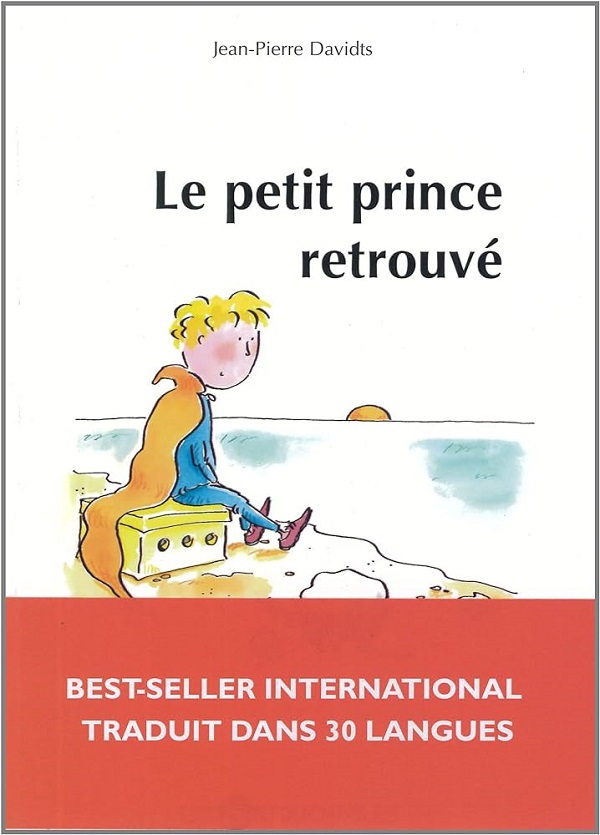 Jean-Pierre Davidts
Le petit prince
retrouvé
BEST-SELLER INTERNATIONAL
TRADUIT DANS 30 LANGUES